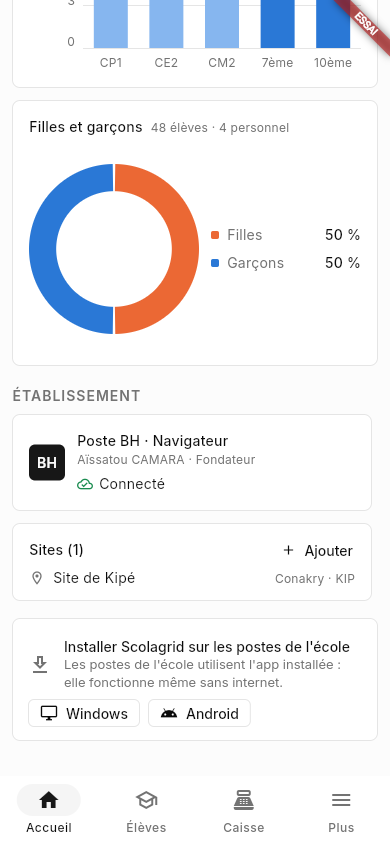 3
0
CP1 CE2 CM2 7ème 10ème
ESSAI
Filles et garçons 48 élèves · 4 personnel
Filles 50 %
Garçons 50 %
ÉTABLISSEMENT
BH
Poste BH · Navigateur
Aïssatou CAMARA · Fondateur
Connecté
Sites (1) + Ajouter
Site de Kipé Conakry · KIP
Installer Scolagrid sur les postes de l'école
Les postes de l'école utilisent l'app installée :
elle fonctionne même sans internet.
Windows Android
Accueil Élèves Caisse Plus